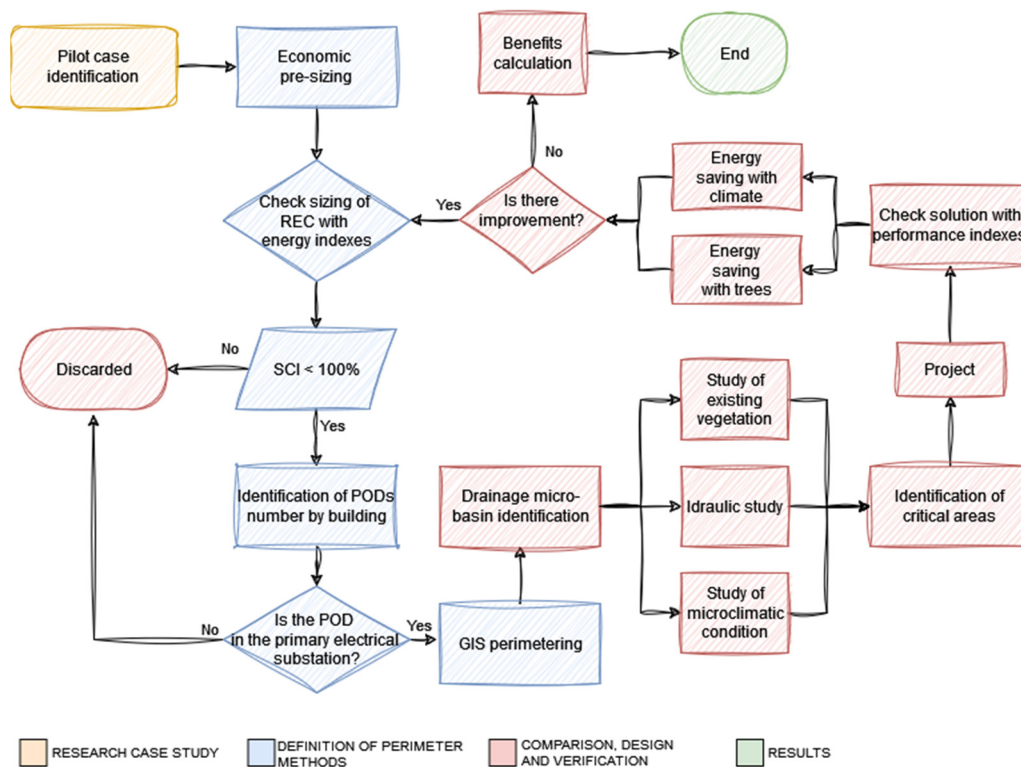 Pilot case
identification
Economic
pre-sizing
Benefits
calculation
End
No
Check sizing of
REC with
energy indexes
Yes
Is there
improvement?
Energy
saving with
climate
Energy
saving
with trees
Check solution with
performance indexes
Discarded
No
SCI < 100%
Yes
Study of
existing
vegetation
Project
Identification of PODs
number by building
Drainage micro-
basin identification
Idraulic study
Identification of
critical areas
No
Is the POD
in the primary electrical
substation?
Yes
GIS perimetering
Study of
microclimatic
condition
RESEARCH CASE STUDY
DEFINITION OF PERIMETER
METHODS
COMPARISON, DESIGN
AND VERIFICATION
RESULTS